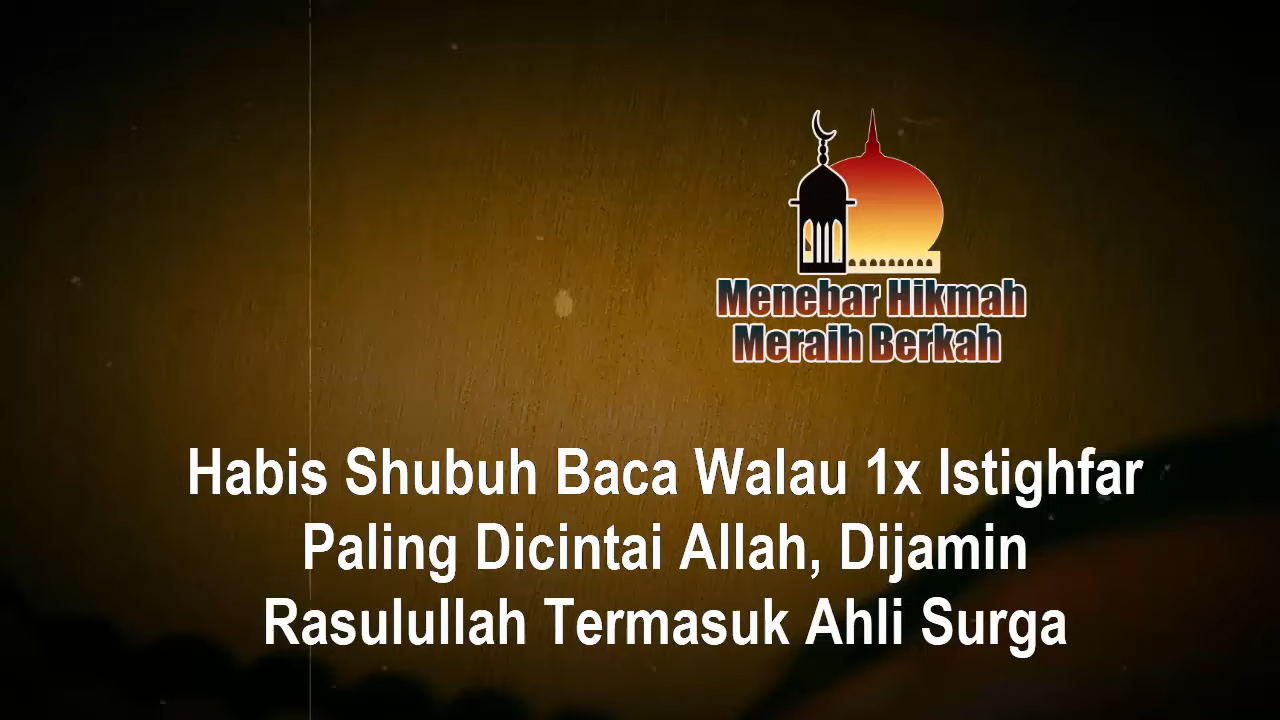 Menebar Hikmah
Meraih Berkah
Habis Shubuh Baca Walau 1x Istighfar
Paling Dicintai Allah, Dijamin
Rasulullah Termasuk Ahli Surga